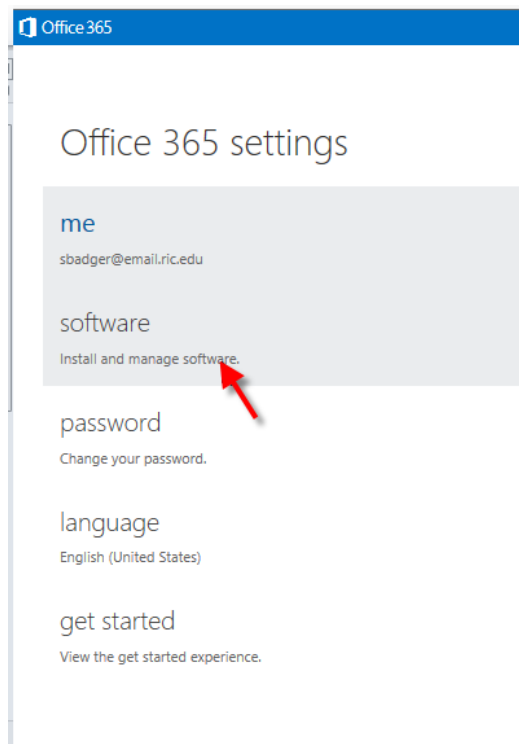 Office 365
Office 365 settings
me
sbadger@email.ric.edu
software
Install and manage software.
password
Change your password.
language
English (United States)
get started
View the get started experience.